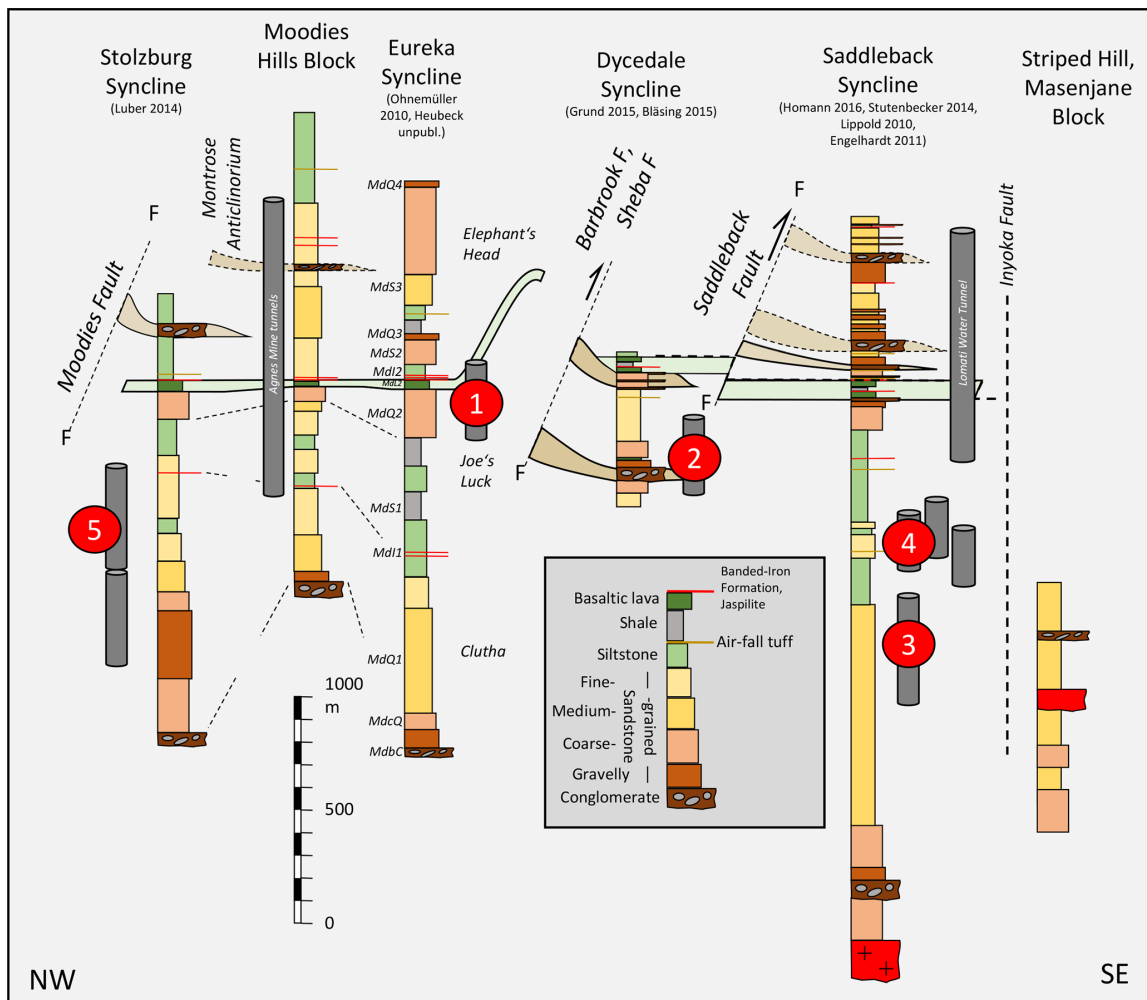 Stolzburg
Syncline
(Luber 2014)
Moodies
Hills Block
Eureka
Syncline
(Ohnemüller
2010, Heubeck
unpubl.)
Dycedale
Syncline
(Grund 2015, Bläsing 2015)
Saddleback
Syncline
(Homann 2016, Stutenbecker 2014,
Lippold 2010,
Engelhardt 2011)
Striped Hill,
Masenjane
Block
F
Moodies Fault
F
Montrose
Anticlinorium
Agnes Mine tunnels
MdQ4
MdS3
MdQ3
MdS2
MdI2
MdL2
MdQ2
MdS1
MdI1
MdQ1
MdcQ
MdbC
Elephant‘s
Head
Joe‘s
Luck
Clutha
1
2
3
4
5
Barbrook F,
Sheba F
F
Saddleback
Fault
F
F
Lomati Water Tunnel
Inyoka Fault
1000
m
500
0
Banded-Iron
Formation,
Jaspilite
Basaltic lava
Shale
Air-fall tuff
Siltstone
Fine-
Medium-
Coarse-
Gravelly
Sandstone
-grained
Conglomerate
+
+
NW
SE